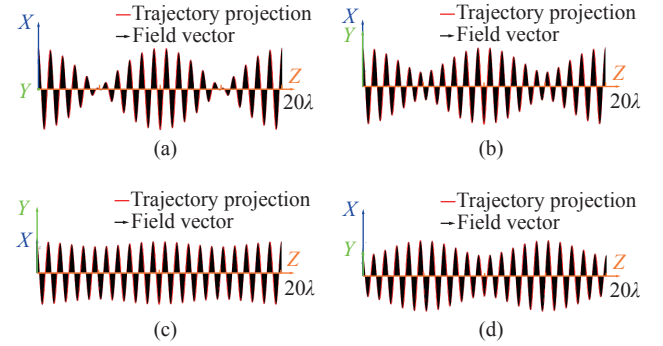 X
Trajectory projection
Field vector
Y
Z
20λ
(a)
X
Y
Trajectory projection
Field vector
Z
20λ
(b)
Y
X
Trajectory projection
Field vector
Z
20λ
(c)
X
Y
Trajectory projection
Field vector
Z
20λ
(d)